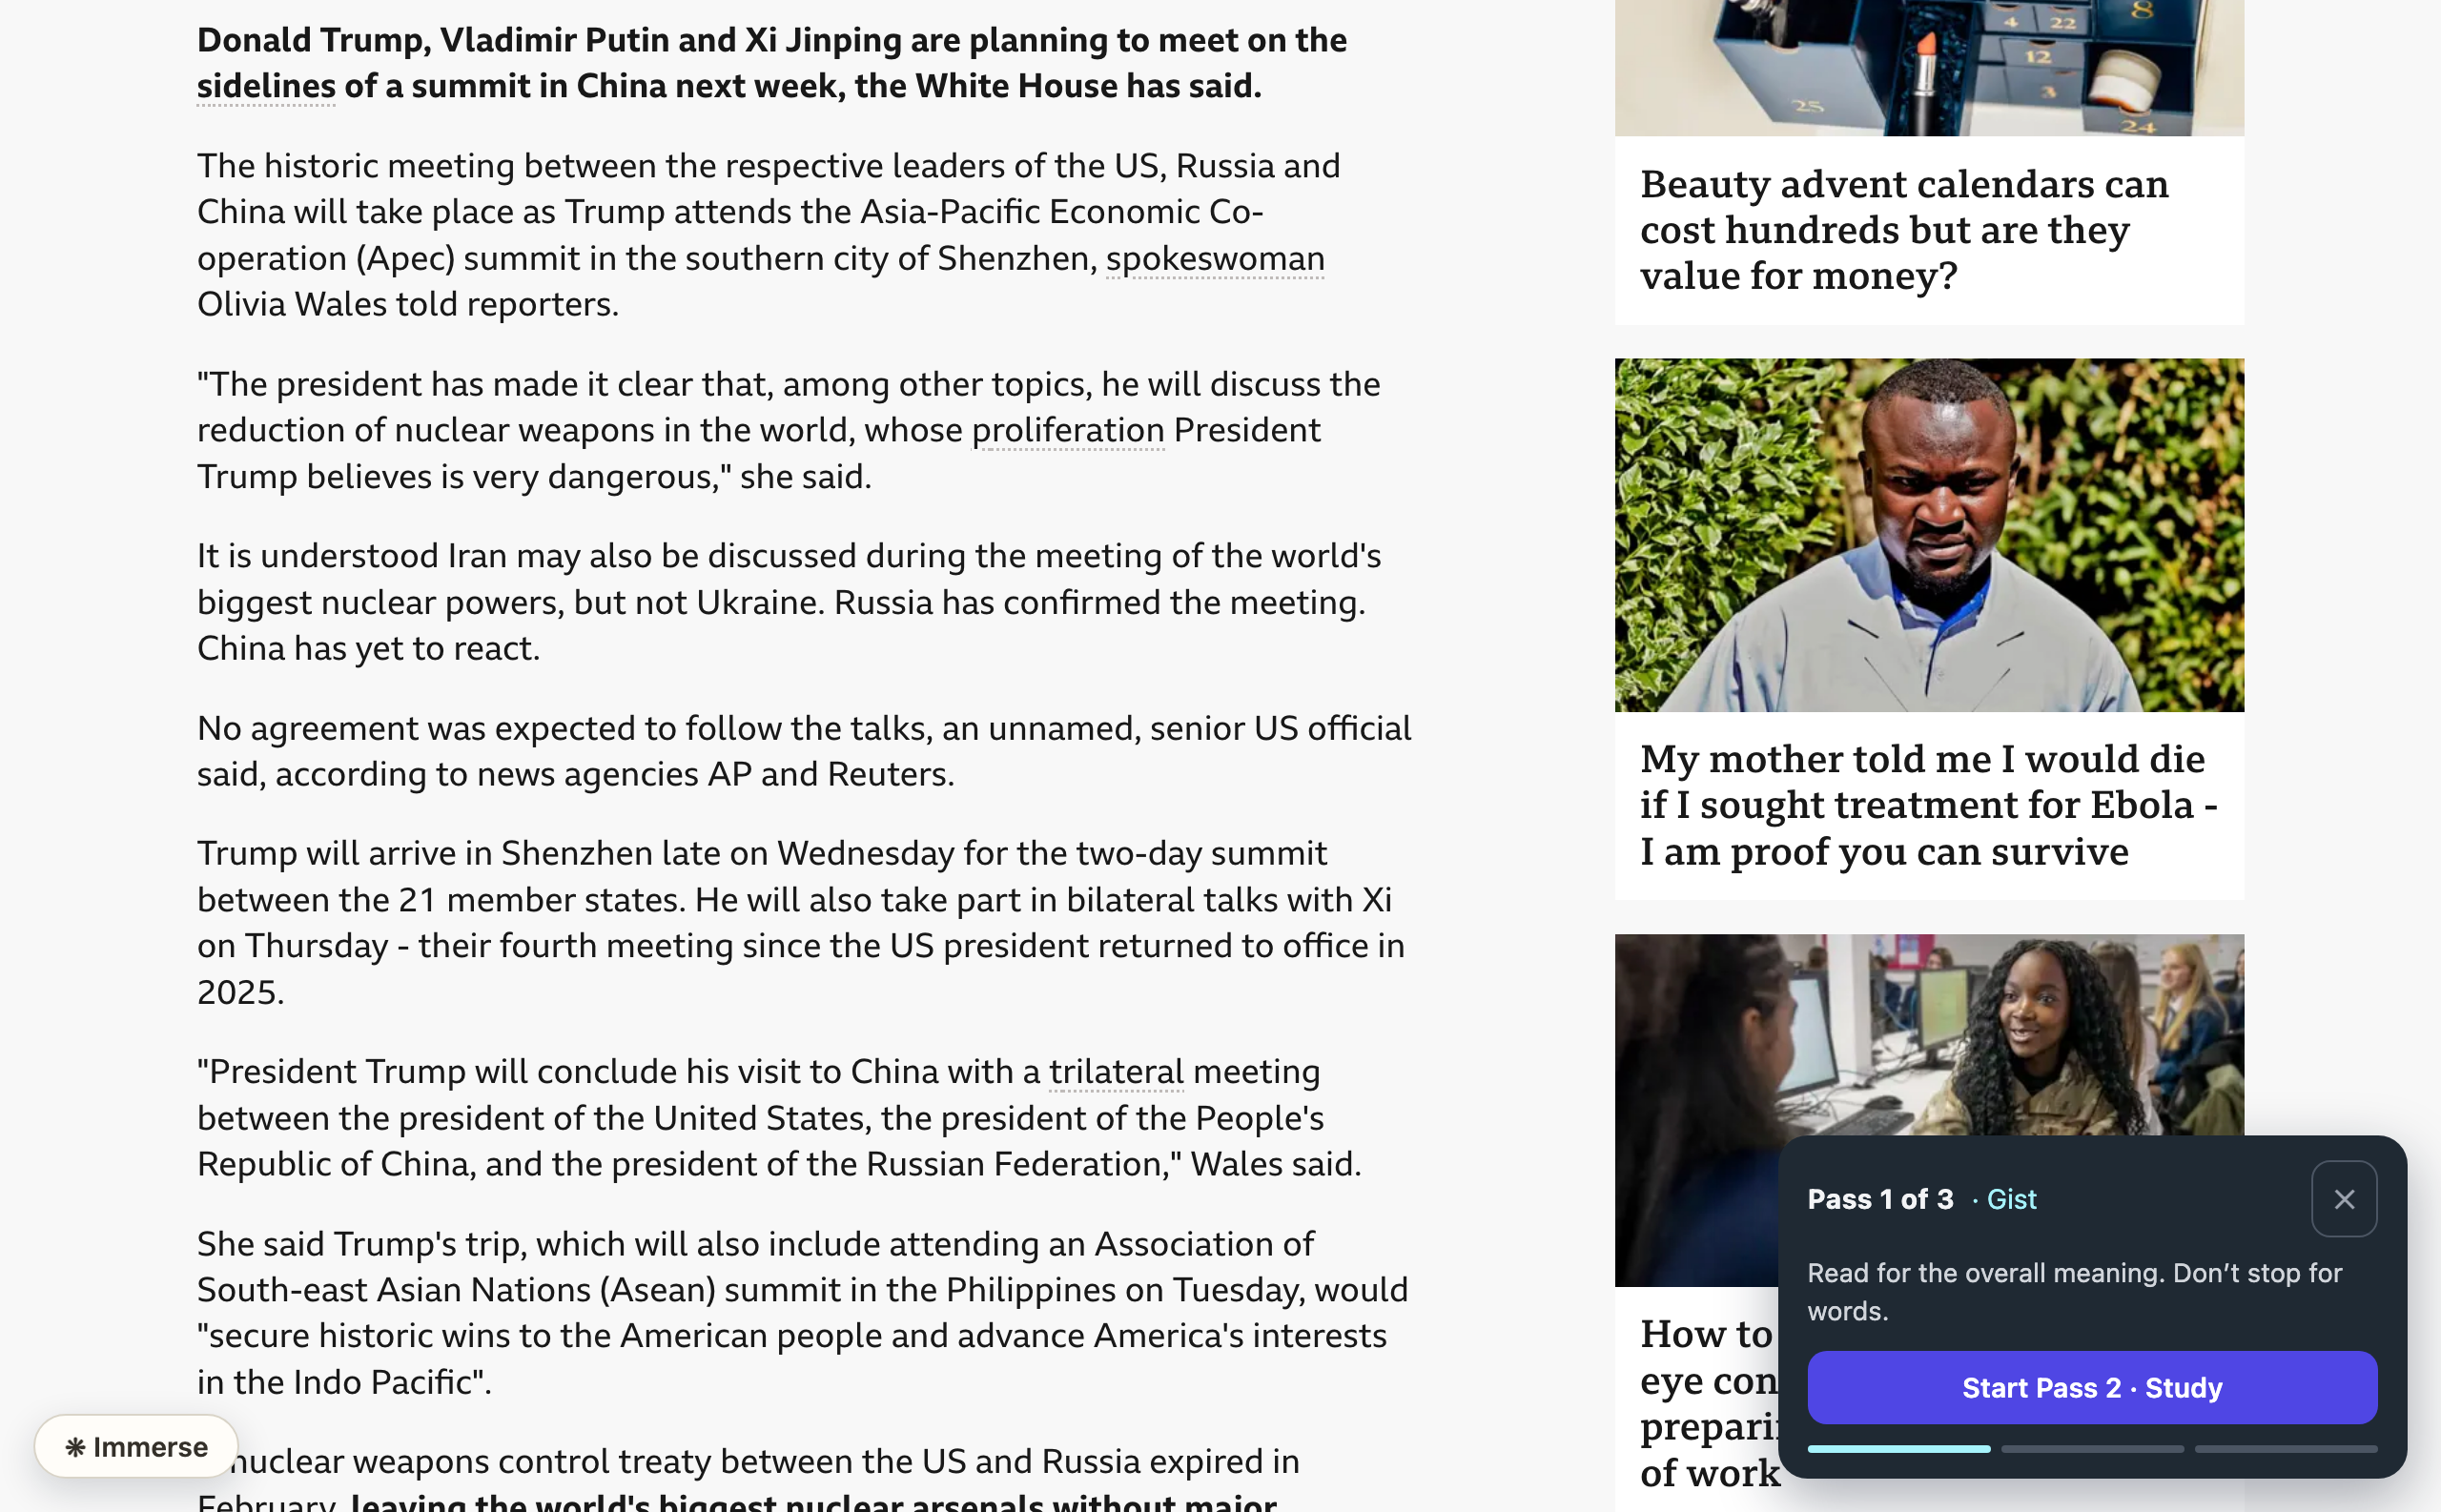 Donald Trump, Vladimir Putin and Xi Jinping are planning to meet on the
sidelines of a summit in China next week, the White House has said.
The historic meeting between the respective leaders of the US, Russia and
China will take place as Trump attends the Asia-Pacific Economic Co-
operation (Apec) summit in the southern city of Shenzhen, spokeswoman
Olivia Wales told reporters.
"The president has made it clear that, among other topics, he will discuss the
reduction of nuclear weapons in the world, whose proliferation President
Trump believes is very dangerous," she said.
It is understood Iran may also be discussed during the meeting of the world's
biggest nuclear powers, but not Ukraine. Russia has confirmed the meeting.
China has yet to react.
No agreement was expected to follow the talks, an unnamed, senior US official
said, according to news agencies AP and Reuters.
Trump will arrive in Shenzhen late on Wednesday for the two-day summit
between the 21 member states. He will also take part in bilateral talks with Xi
on Thursday - their fourth meeting since the US president returned to office in
2025.
"President Trump will conclude his visit to China with a trilateral meeting
between the president of the United States, the president of the People's
Republic of China, and the president of the Russian Federation," Wales said.
She said Trump's trip, which will also include attending an Association of
South-east Asian Nations (Asean) summit in the Philippines on Tuesday, would
"secure historic wins to the American people and advance America's interests
in the Indo Pacific".
nuclear weapons control treaty between the US and Russia expired in
February, leaving the world's biggest nuclear arsenals without major
Immerse
8
4 22
12
3
25
24
Beauty advent calendars can
cost hundreds but are they
value for money?
My mother told me I would die
if I sought treatment for Ebola -
I am proof you can survive
How to
eye con
of work
Pass 1 of 3 · Gist
Read for the overall meaning. Don’t stop for
words.
Start Pass 2 · Study